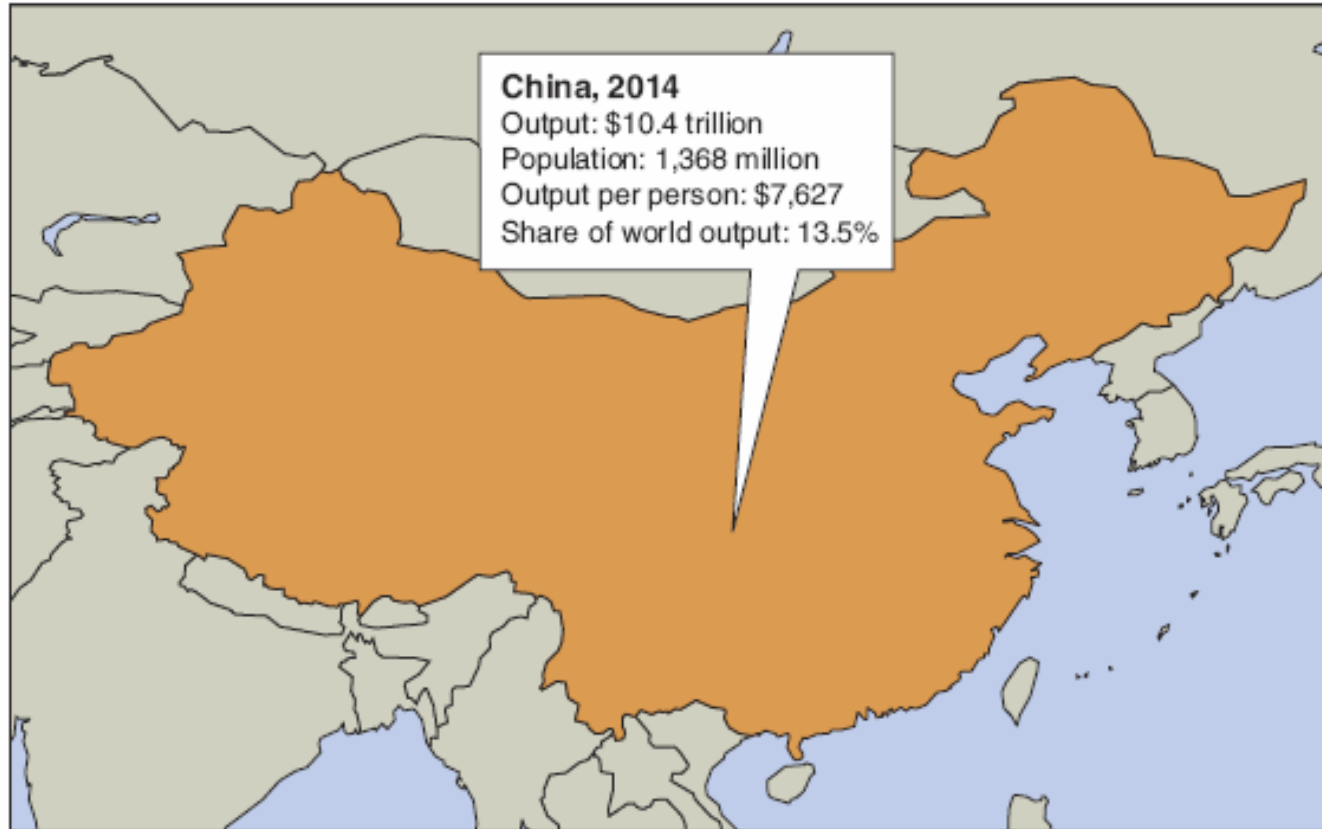 China, 2014
Output: $10.4 trillion
Population: 1,368 million
Output per person: $7,627
Share of world output: 13.5%